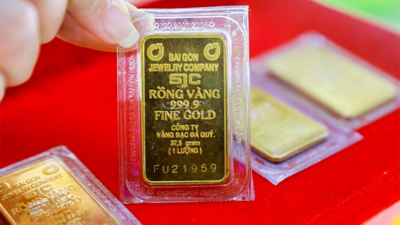 SAI GON
JEWELRY COMPANY
SJC
RỒNG VÀNG
999.9
FINE GOLD
CÔNG TY
VÀNG BẠC ĐÁ QUÝ.
37,5 gram
(1 LƯỢNG)
FU21959